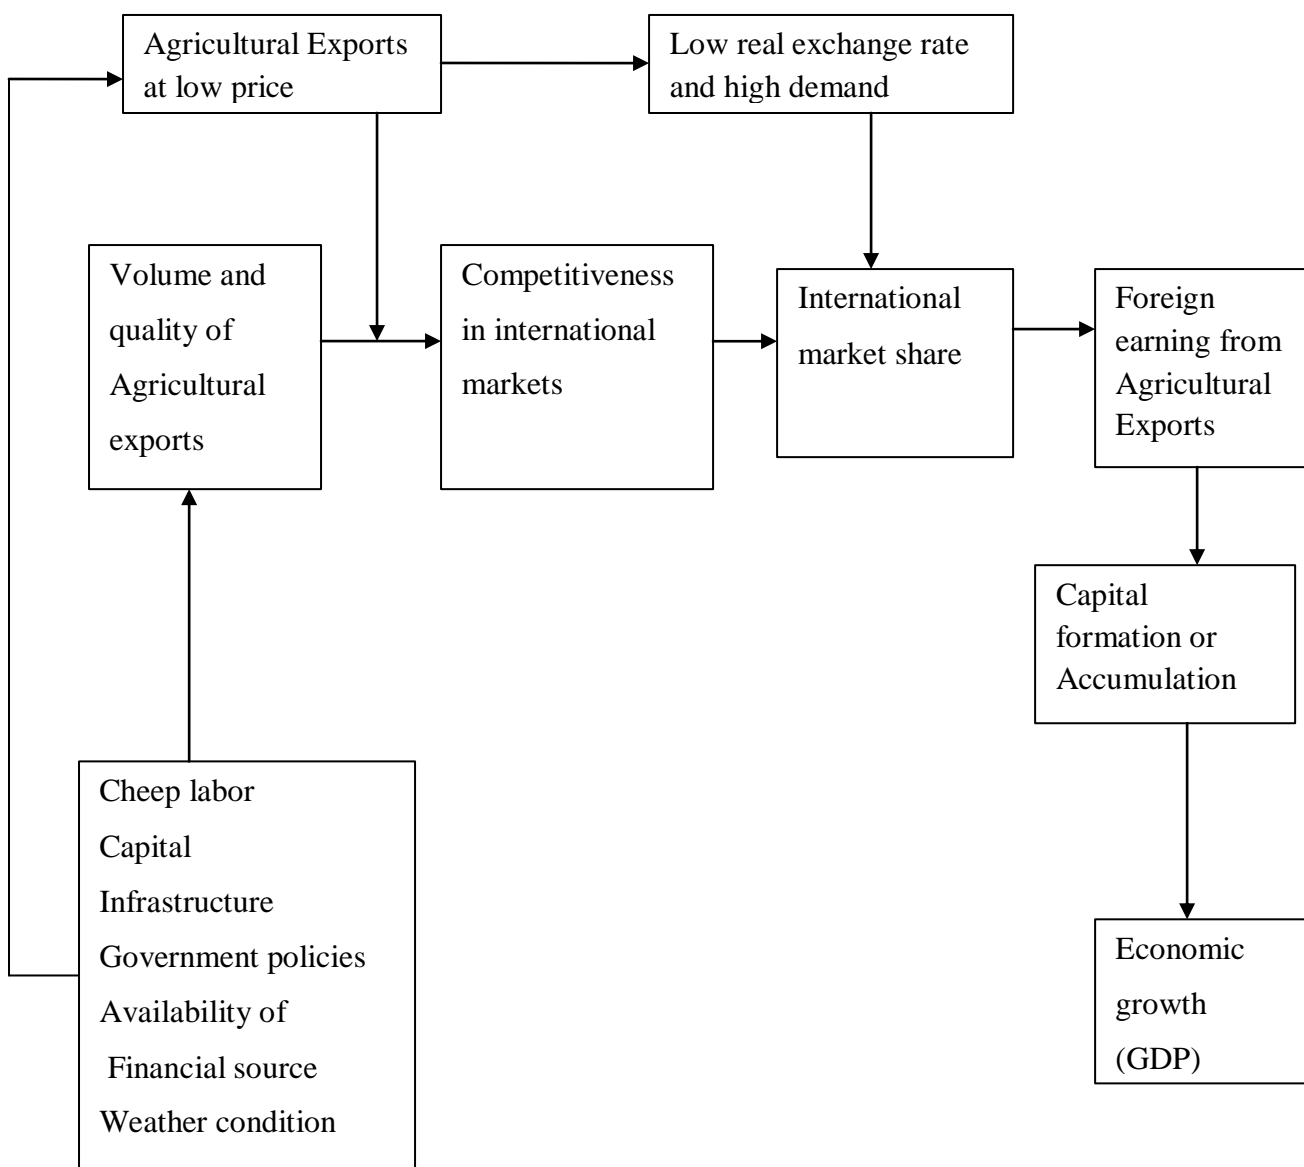 Agricultural Exports
at low price
Low real exchange rate
and high demand
Volume and
quality of
Agricultural
exports
Competitiveness
in international
markets
International
market share
Foreign
earning from
Agricultural
Exports
Capital
formation or
Accumulation
Cheep labor
Capital
Infrastructure
Government policies
Availability of
Financial source
Weather condition
Economic
growth
(GDP)